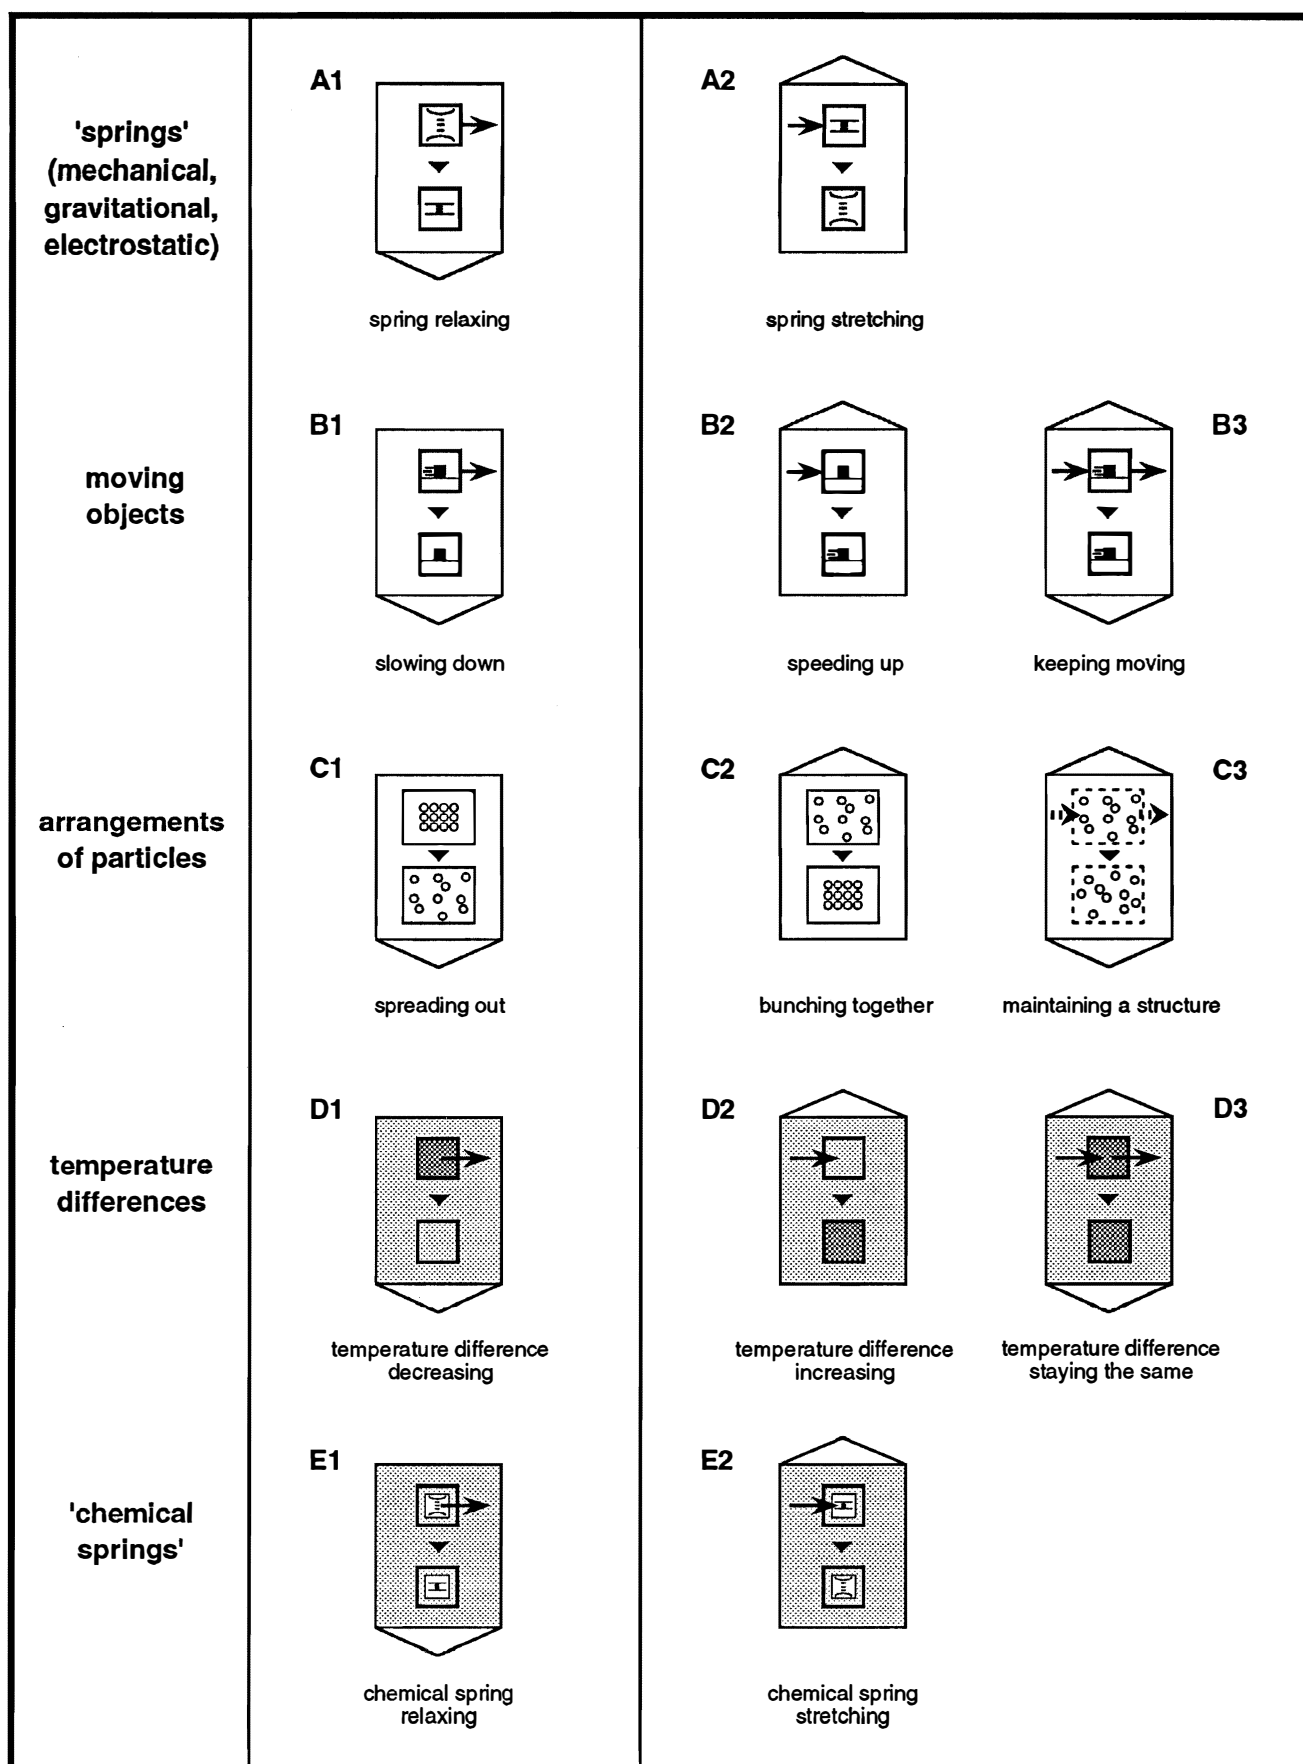 'springs'
(mechanical,
gravitational,
electrostatic)
A1
spring relaxing
A2
spring stretching
moving
objects
B1
slowing down
B2
speeding up
B3
keeping moving
arrangements
of particles
C1
spreading out
C2
bunching together
C3
maintaining a structure
temperature
differences
D1
temperature difference
decreasing
D2
temperature difference
increasing
D3
temperature difference
staying the same
'chemical
springs'
E1
chemical spring
relaxing
E2
chemical spring
stretching